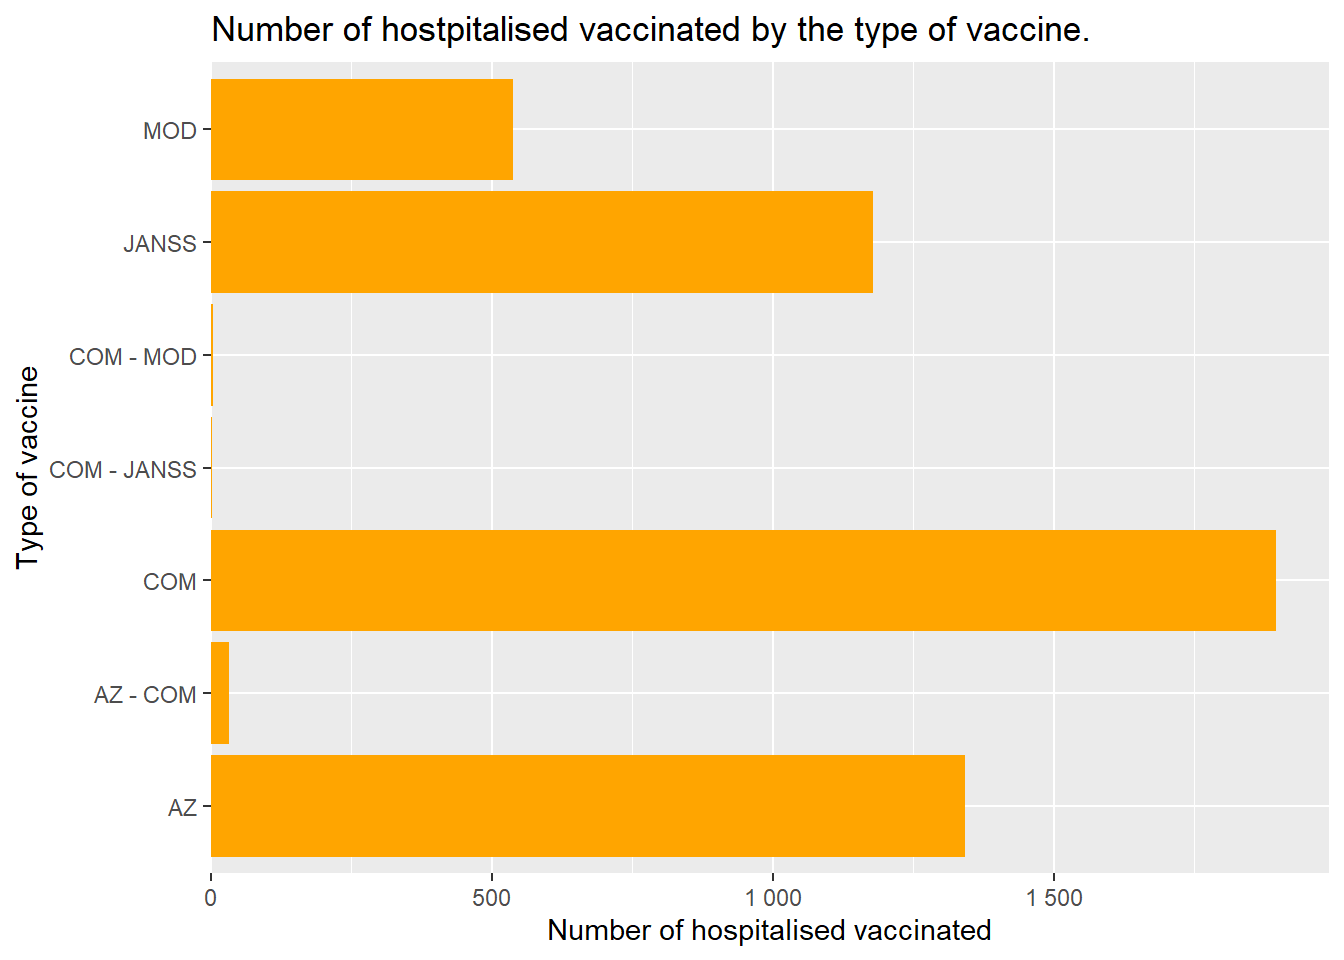 Number of hostpitalised vaccinated by the type of vaccine.
MOD
JANSS
COM - MOD
COM - JANSS
COM
AZ - COM
AZ
Type of vaccine
0 500 1 000 1 500
Number of hospitalised vaccinated